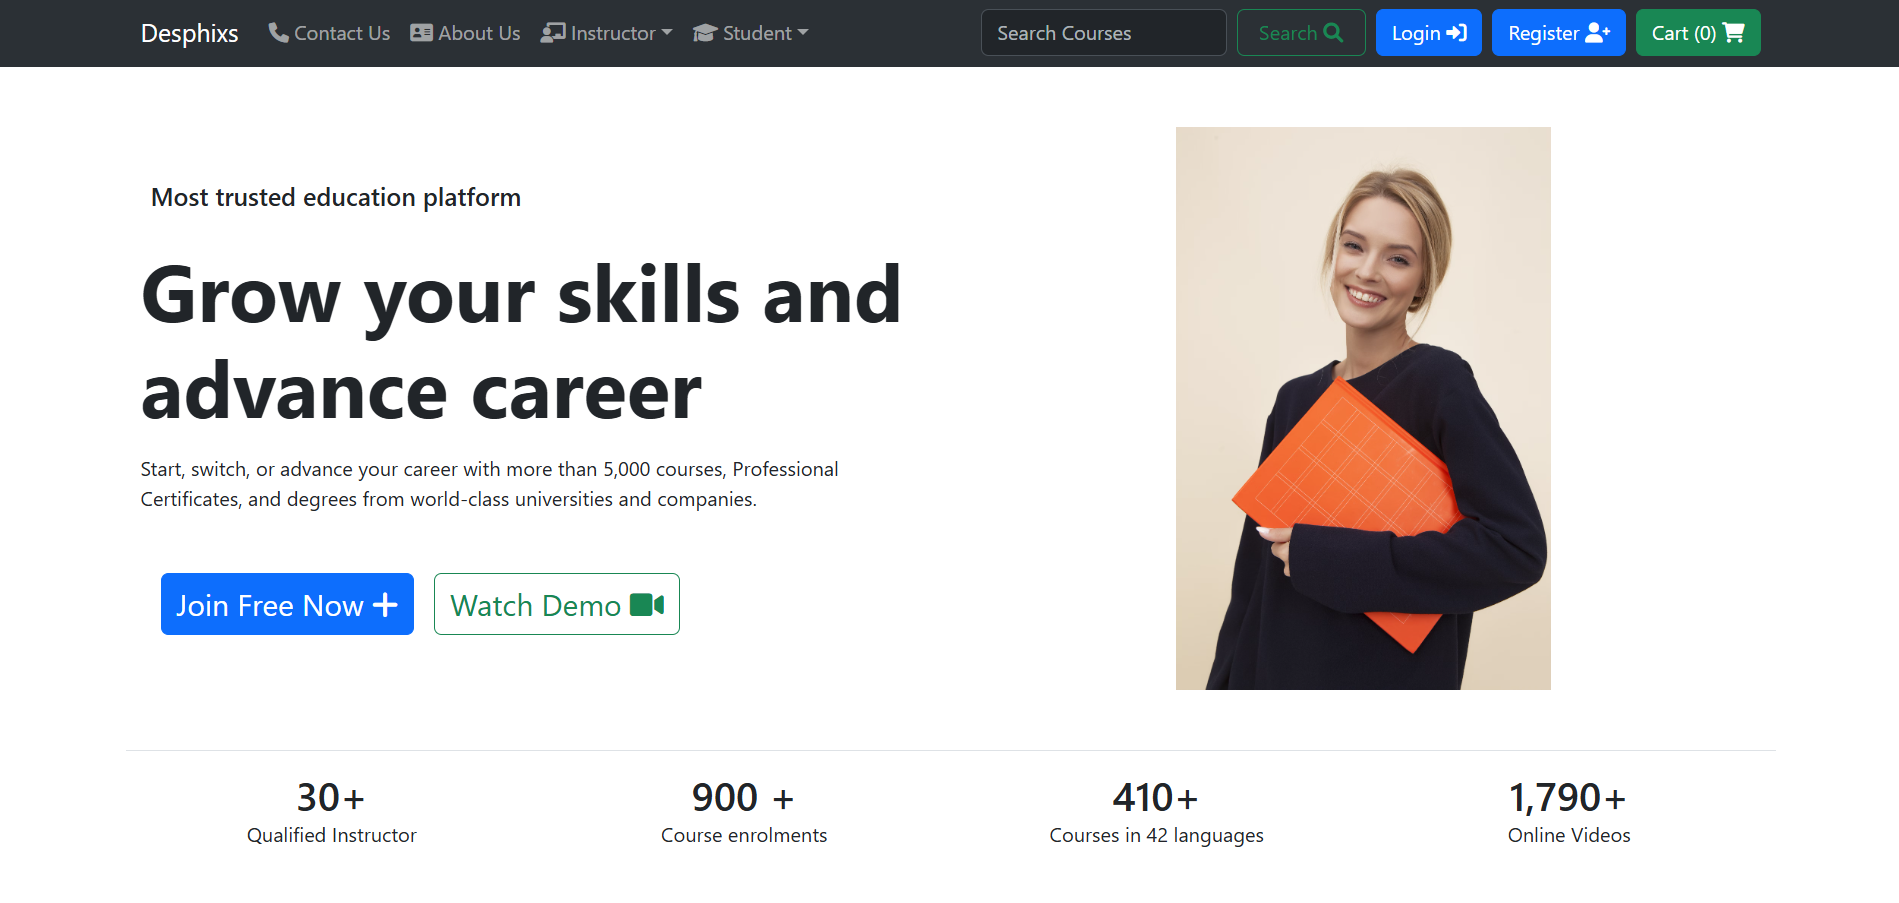 Desphixs Contact Us About Us Instructor Student Search Courses Search Login Register Cart (0)
Most trusted education platform
Grow your skills and
advance career
Start, switch, or advance your career with more than 5,000 courses, Professional
Certificates, and degrees from world-class universities and companies.
Join Free Now Watch Demo
30+ 900 + 410+ 1,790+
Qualified Instructor Course enrolments Courses in 42 languages Online Videos